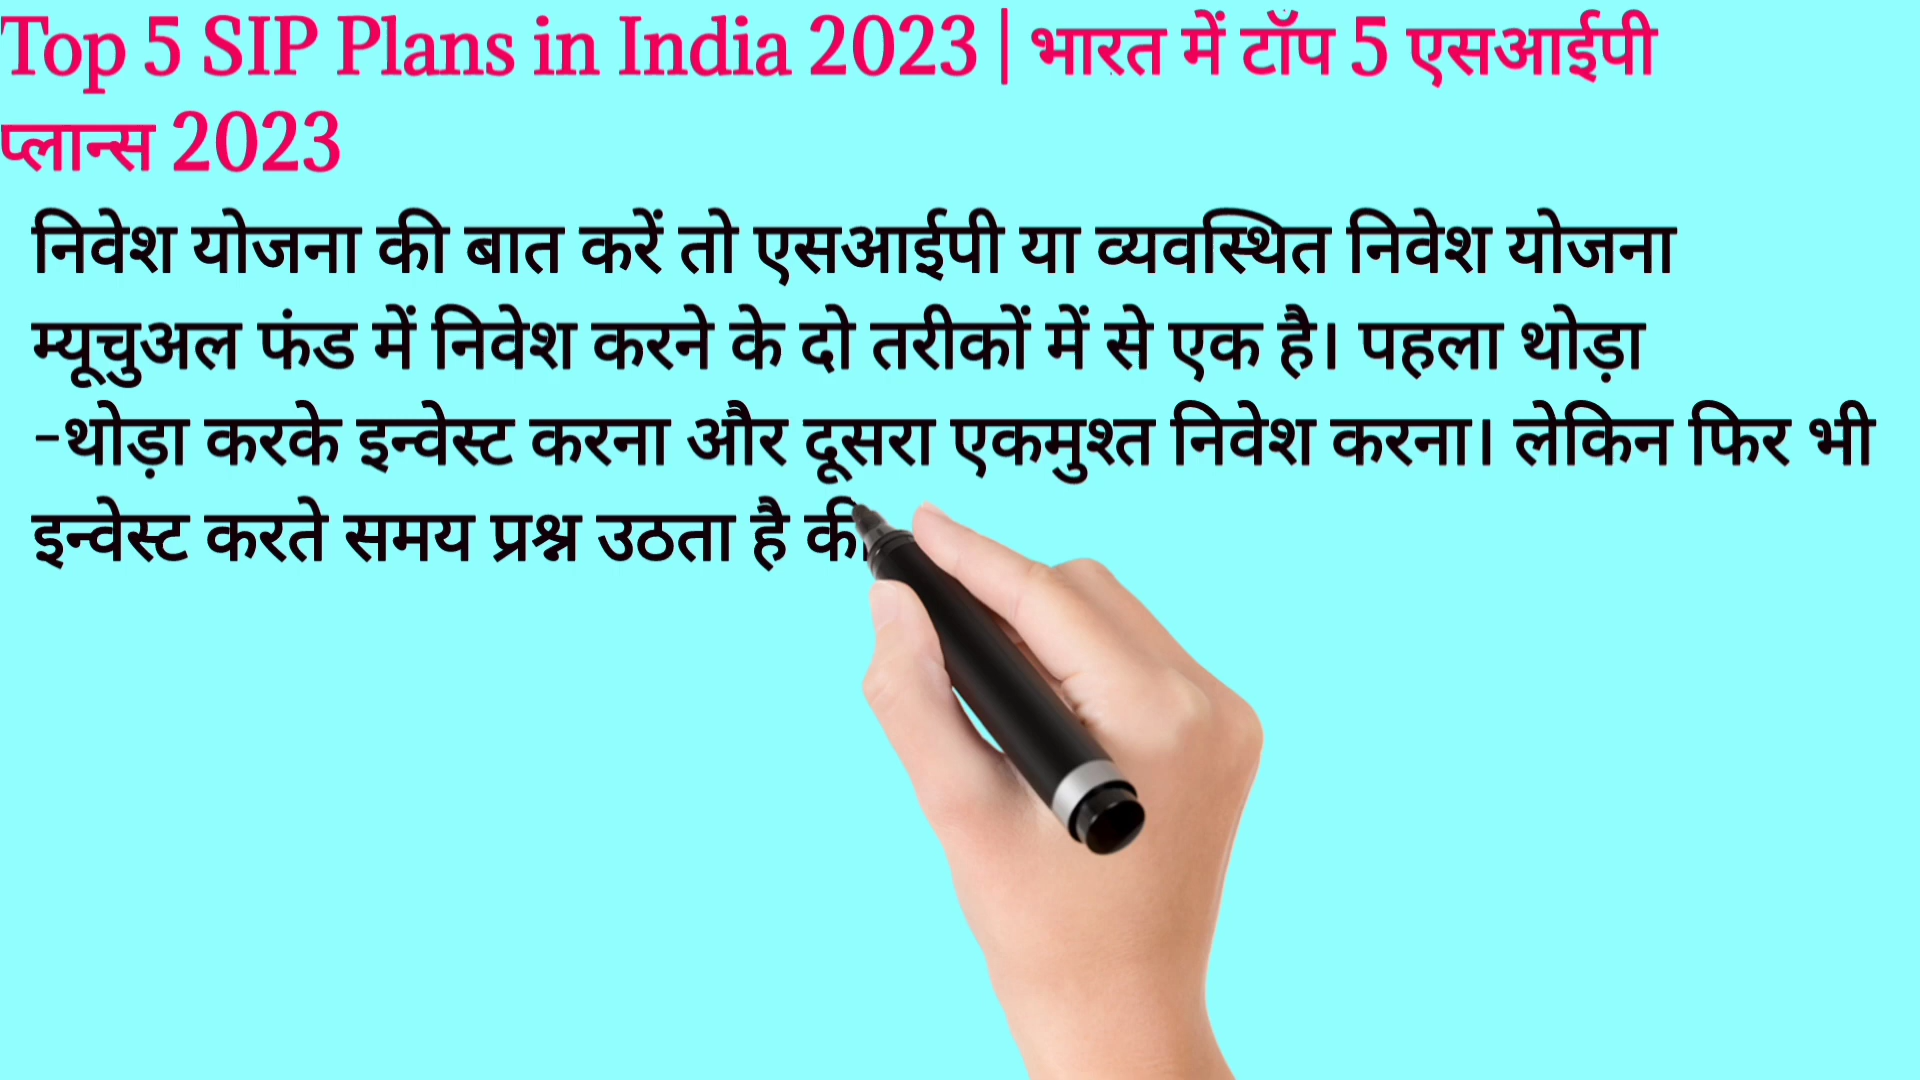 Top 5 SIP Plans in India 2023 | भारत में टॉप 5 एसआईपी
प्लान्स 2023
निवेश योजना की बात करें तो एसआईपी या व्यवस्थित निवेश योजना
म्यूचुअल फंड में निवेश करने के दो तरीकों में से एक है। पहला थोड़ा
-थोड़ा करके इन्वेस्ट करना और दूसरा एकमुश्त निवेश करना। लेकिन फिर भी
इन्वेस्ट करते समय प्रश्न उठता है की